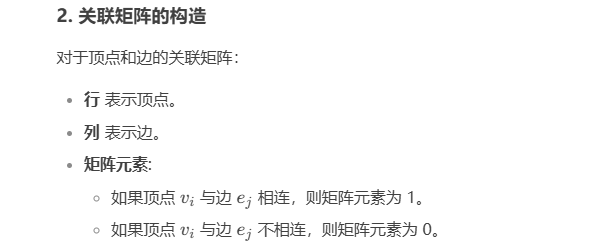 2. 关联矩阵的构造
对于顶点和边的关联矩阵：
• 行 表示顶点。
• 列 表示边。
• 矩阵元素:
◦ 如果顶点 vᵢ 与边 eⱼ 相连，则矩阵元素为 1。
◦ 如果顶点 vᵢ 与边 eⱼ 不相连，则矩阵元素为 0。